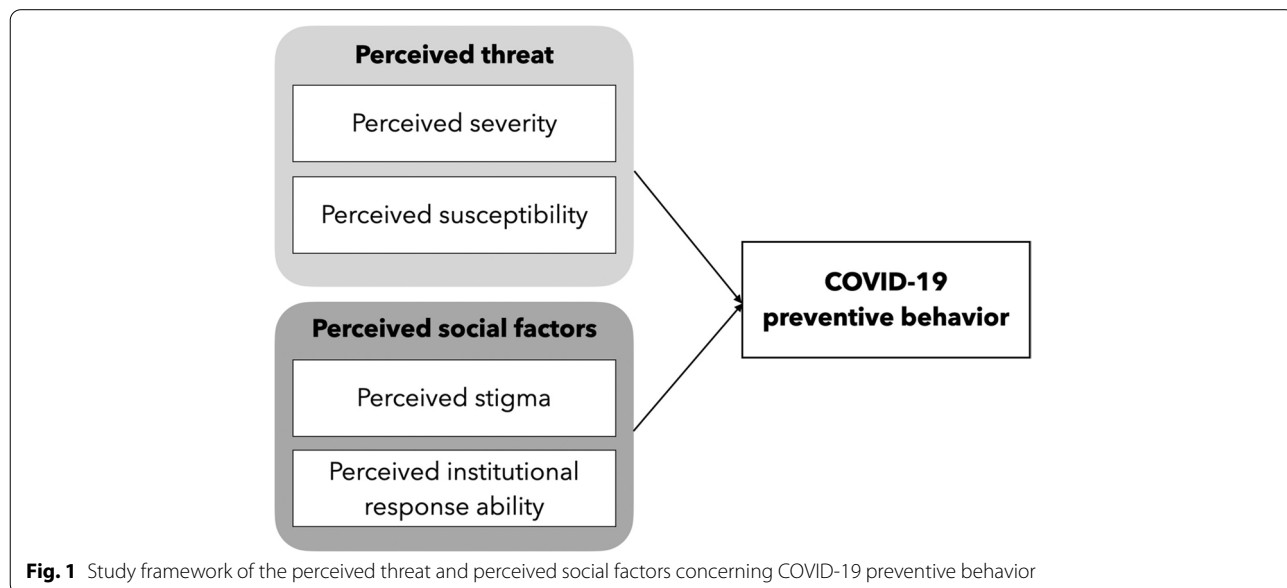 Perceived threat
Perceived severity
Perceived susceptibility
Perceived social factors
Perceived stigma
Perceived institutional
response ability
COVID-19
preventive behavior
Fig. 1 Study framework of the perceived threat and perceived social factors concerning COVID-19 preventive behavior